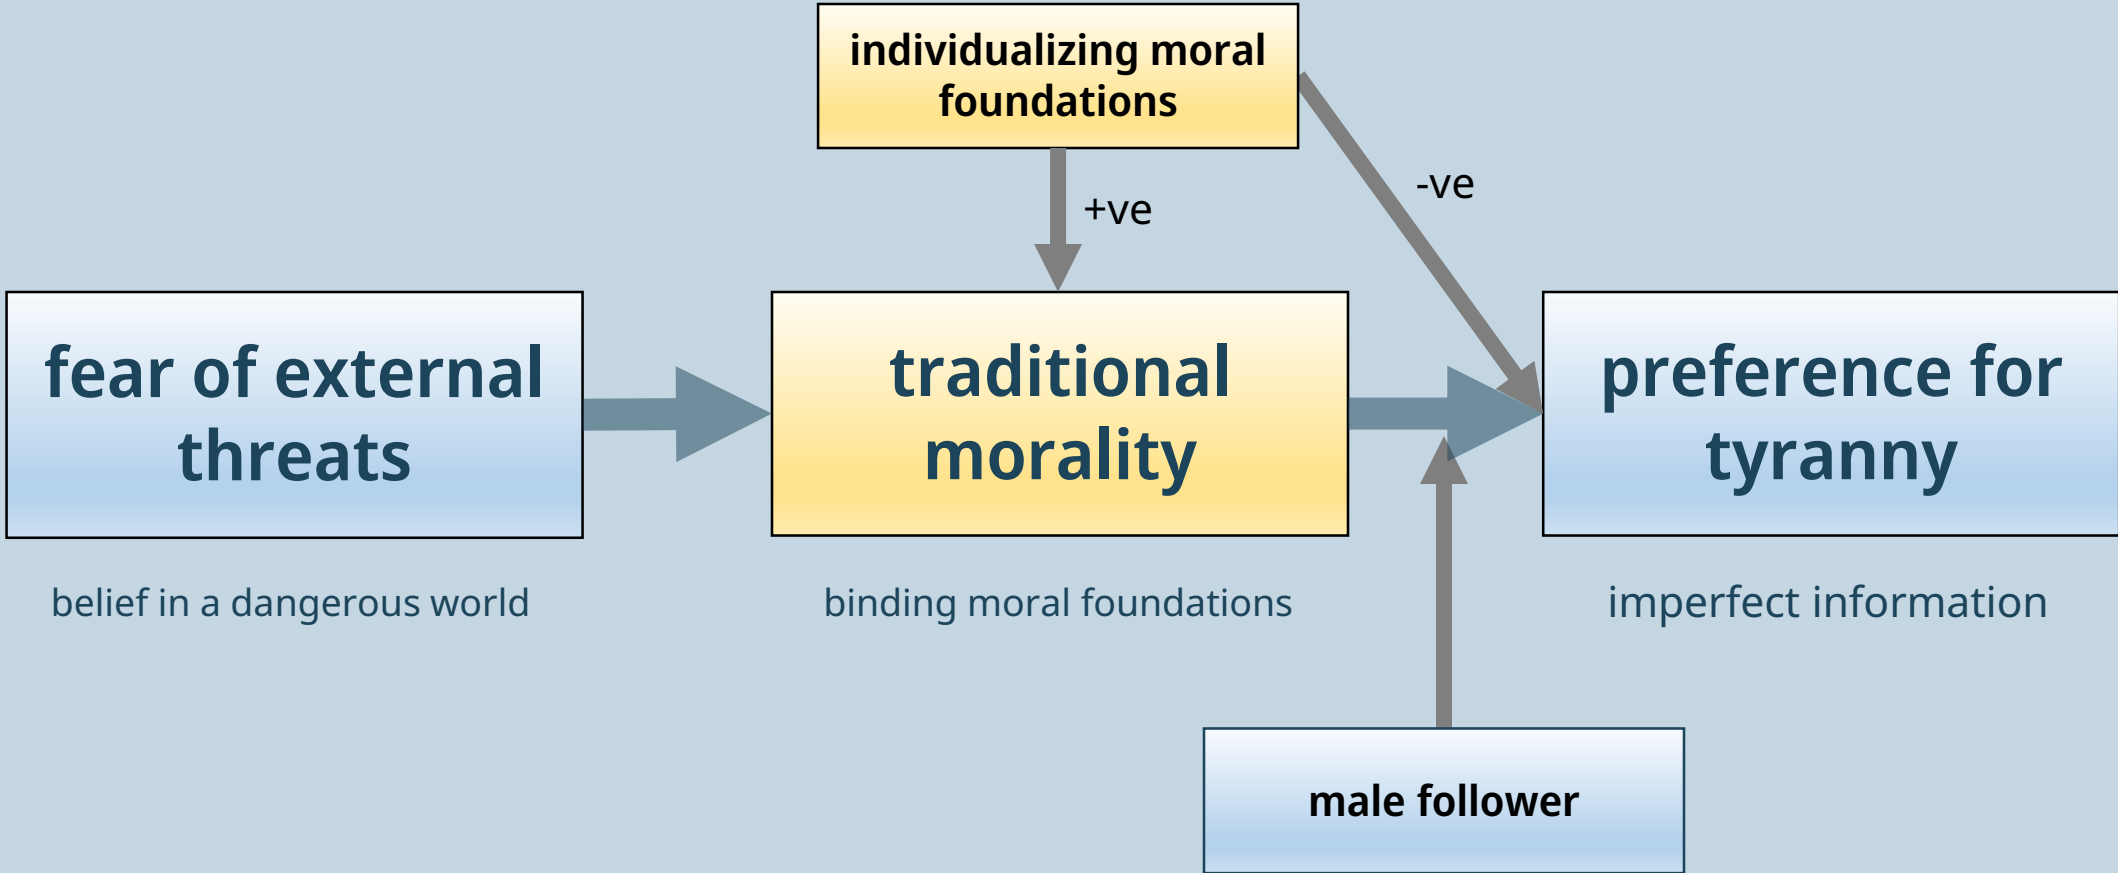 individualizing moral
foundations
+ve
-ve
fear of external
threats
traditional
morality
preference for
tyranny
belief in a dangerous world
binding moral foundations
imperfect information
male follower